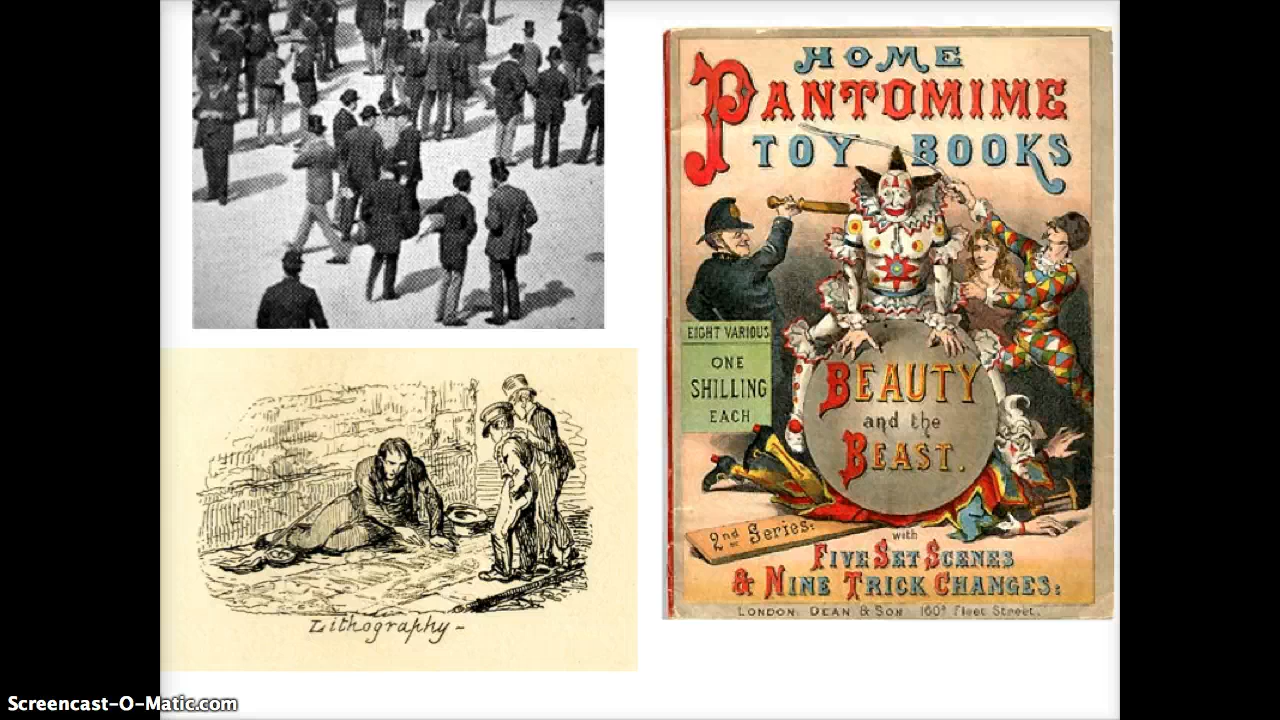 HOME
PANTOMIME
TOY BOOKS
EIGHT VARIOUS
ONE
SHILLING
EACH
BEAUTY
and the
BEAST.
2nd Series:
with
FIVE SET SCENES
& NINE TRICK CHANGES:
LONDON: DEAN & SON 160A Fleet Street.
Lithography-
Screencast-O-Matic.com